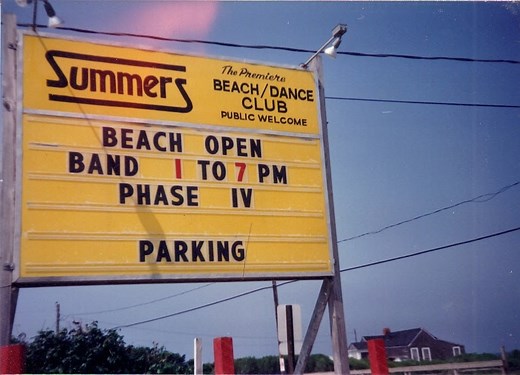 Summers
The Premiere
BEACH/DANCE
CLUB
PUBLIC WELCOME
BEACH OPEN
BAND 1 TO 7 PM
PHASE IV
PARKING